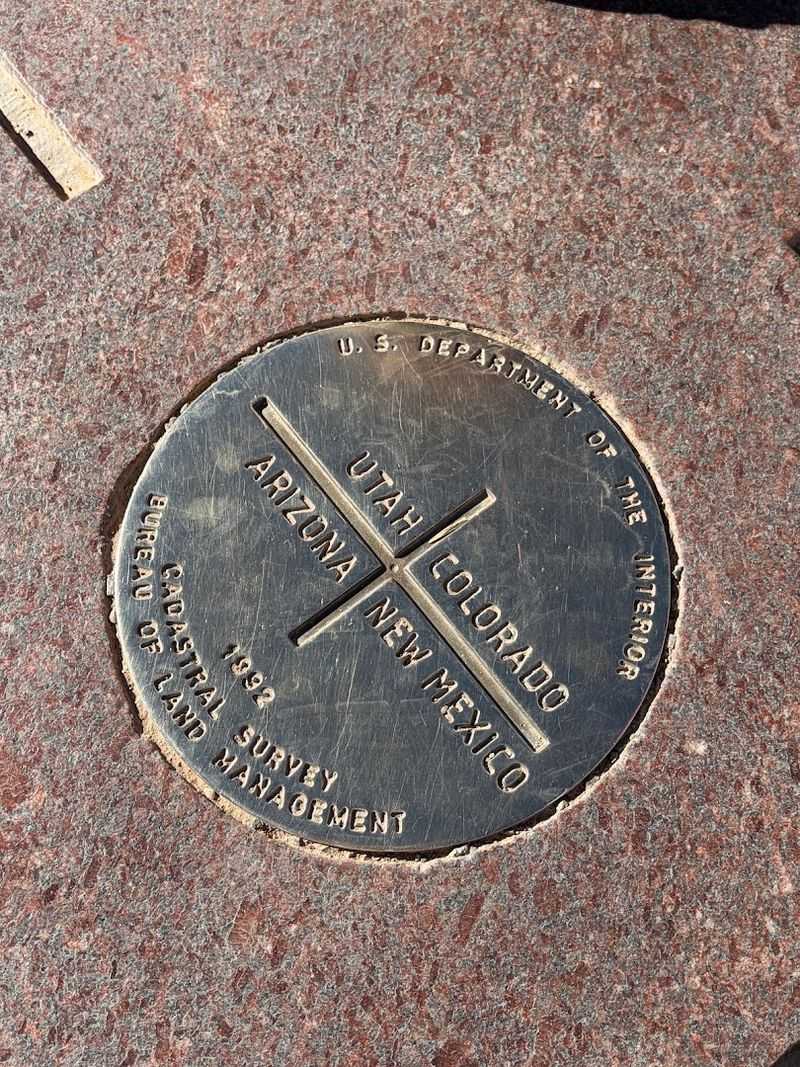 U. S. DEPARTMENT OF THE INTERIOR
UTAH
COLORADO
ARIZONA
NEW MEXICO
1992
CADASTRAL SURVEY
BUREAU OF LAND MANAGEMENT